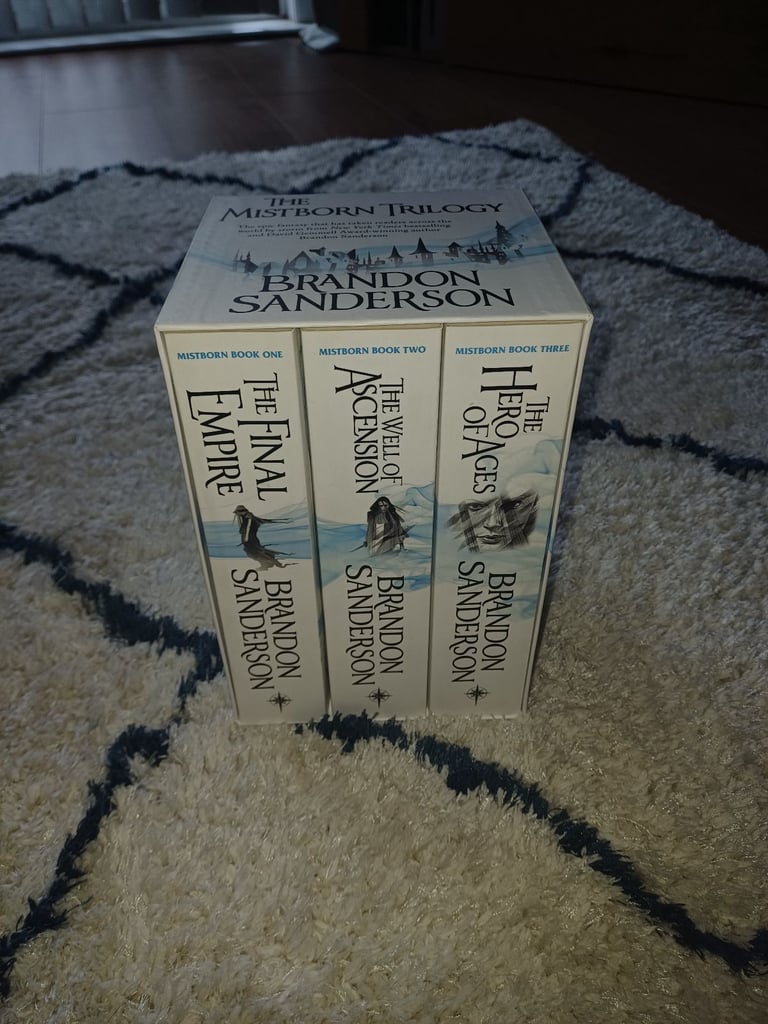 THE
MISTBORN TRILOGY
The epic fantasy that has taken readers across the
world by storm from New York Times bestselling
and David Gemmell Award-winning author
Brandon Sanderson
BRANDON
SANDERSON
MISTBORN BOOK ONE
THE FINAL
EMPIRE
BRANDON
SANDERSON
MISTBORN BOOK TWO
THE WELL OF
ASCENSION
BRANDON
SANDERSON
MISTBORN BOOK THREE
THE
HERO
OF AGES
BRANDON
SANDERSON